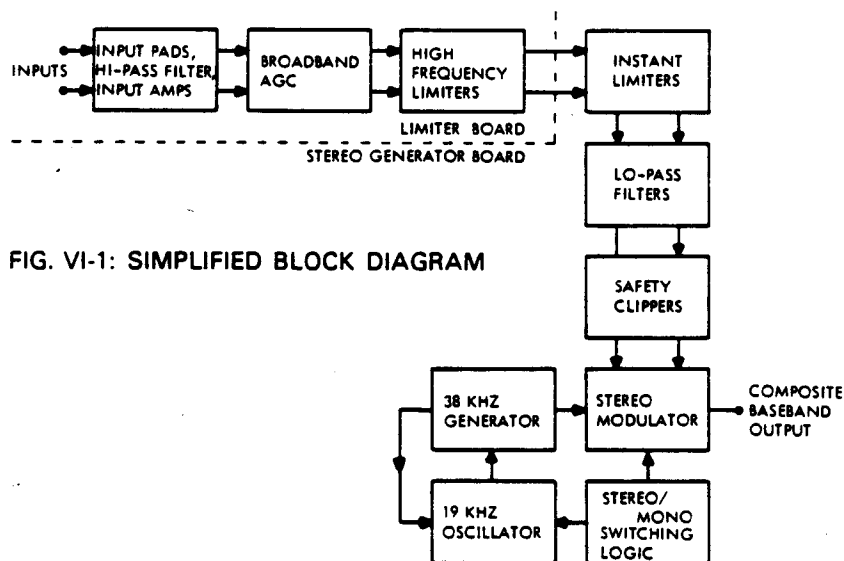 INPUTS
INPUT PADS,
HI-PASS FILTER,
INPUT AMPS
BROADBAND
AGC
HIGH
FREQUENCY
LIMITERS
INSTANT
LIMITERS
LIMITER BOARD
STEREO GENERATOR BOARD
LO-PASS
FILTERS
FIG. VI-1: SIMPLIFIED BLOCK DIAGRAM
SAFETY
CLIPPERS
38 KHZ
GENERATOR
STEREO
MODULATOR
COMPOSITE
BASEBAND
OUTPUT
19 KHZ
OSCILLATOR
STEREO/
MONO
SWITCHING
LOGIC